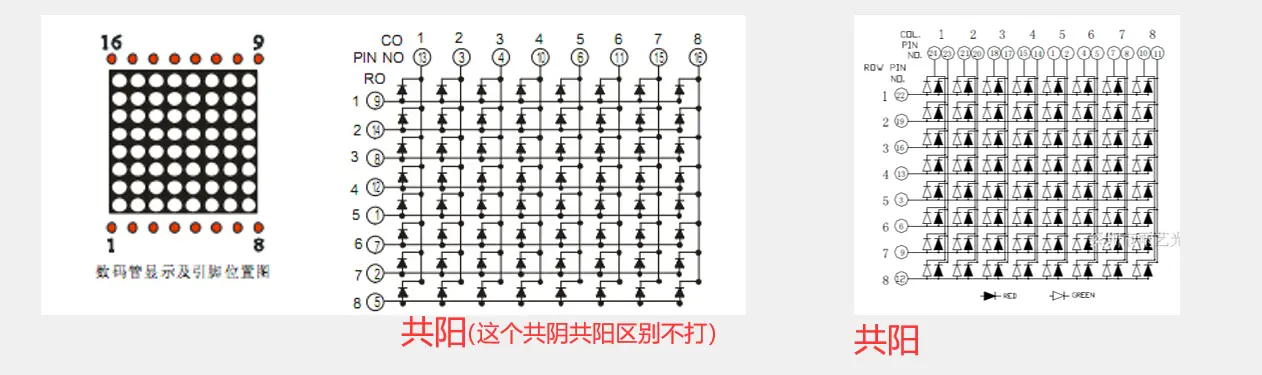 16 9
1 8
数码管显示及引脚位置图
CO 1 2 3 4 5 6 7 8
PIN NO 13 3 4 10 6 11 15 16
RO
1 9
2 14
3 8
4 12
5 1
6 7
7 2
8 5
共阳(这个共阴共阳区别不打)
COL. 1 2 3 4 5 6 7 8
PIN
NO. 24 23 21 20 18 17 15 14 1 2 4 5 7 8 10 11
ROW PIN
NO.
1 22
2 19
3 16
4 13
5 3
6 6
7 9
8 12
RED GREEN
共阳